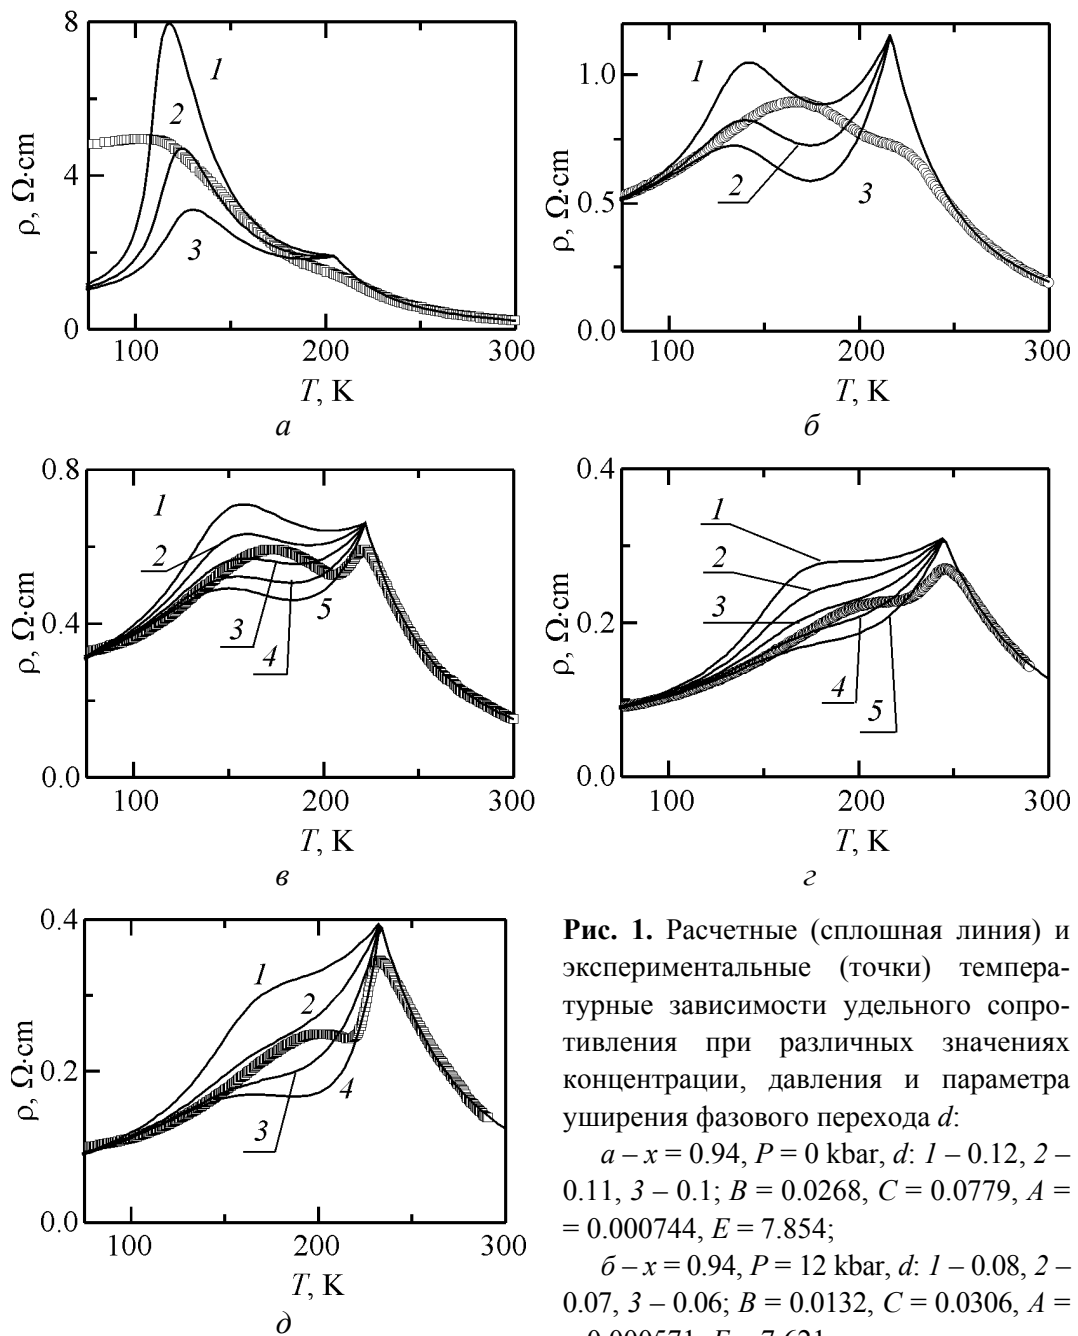 8
4
0
ρ, Ω·cm
1
2
3
100
200
300
T, K
а
1.0
0.5
0.0
ρ, Ω·cm
1
2
3
100
200
300
T, K
б
0.8
0.4
0.0
ρ, Ω·cm
1
2
3
4
5
100
200
300
T, K
в
0.4
0.2
0.0
ρ, Ω·cm
1
2
3
4
5
100
200
300
T, K
г
0.4
0.2
0.0
ρ, Ω·cm
1
2
3
4
100
200
300
T, K
д
Рис. 1. Расчетные (сплошная линия) и
экспериментальные (точки) темпера-
турные зависимости удельного сопро-
тивления при различных значениях
концентрации, давления и параметра
уширения фазового перехода d:
а – x = 0.94, P = 0 kbar, d: 1 – 0.12, 2 –
0.11, 3 – 0.1; B = 0.0268, C = 0.0779, A =
= 0.000744, E = 7.854;
б – x = 0.94, P = 12 kbar, d: 1 – 0.08, 2 –
0.07, 3 – 0.06; B = 0.0132, C = 0.0306, A =